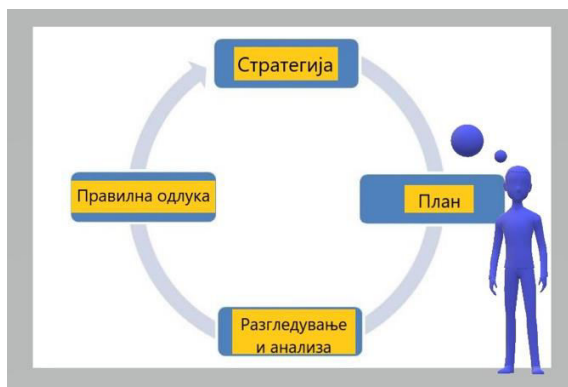 Стратегија
План
Разгледување
и анализа
Правилна одлука